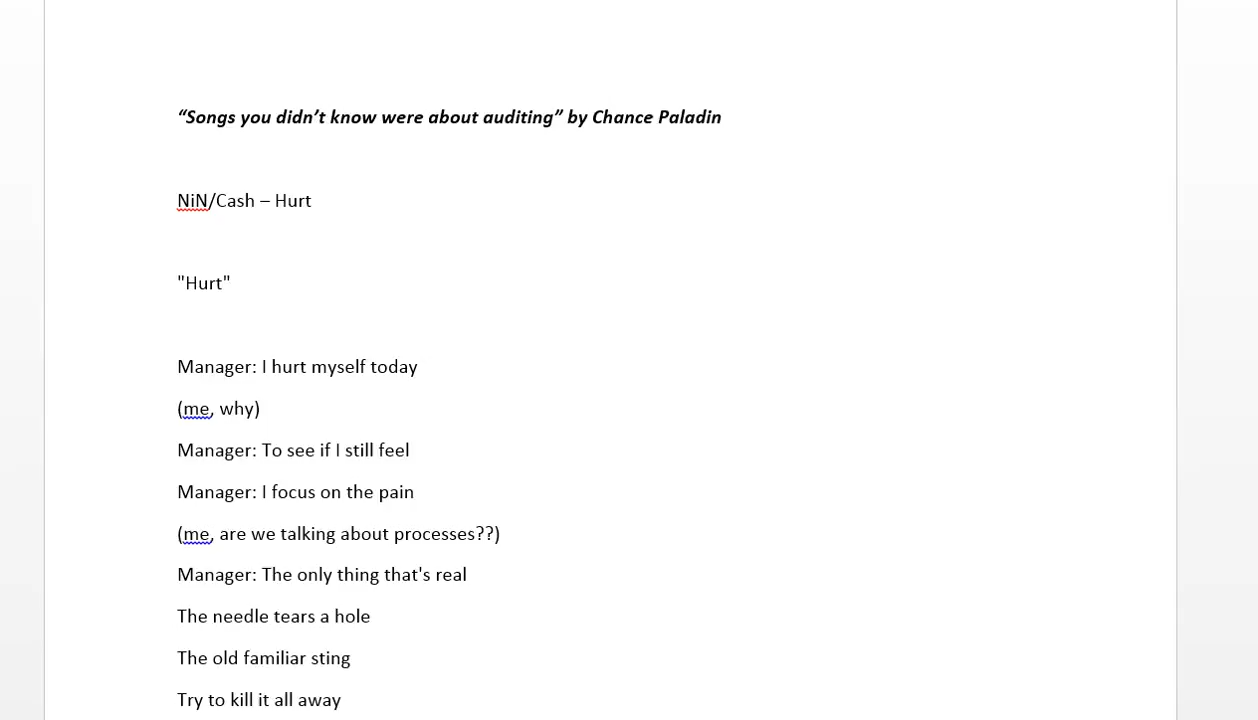 “Songs you didn’t know were about auditing” by Chance Paladin
NiN/Cash – Hurt
"Hurt"
Manager: I hurt myself today
(me, why)
Manager: To see if I still feel
Manager: I focus on the pain
(me, are we talking about processes??)
Manager: The only thing that's real
The needle tears a hole
The old familiar sting
Try to kill it all away